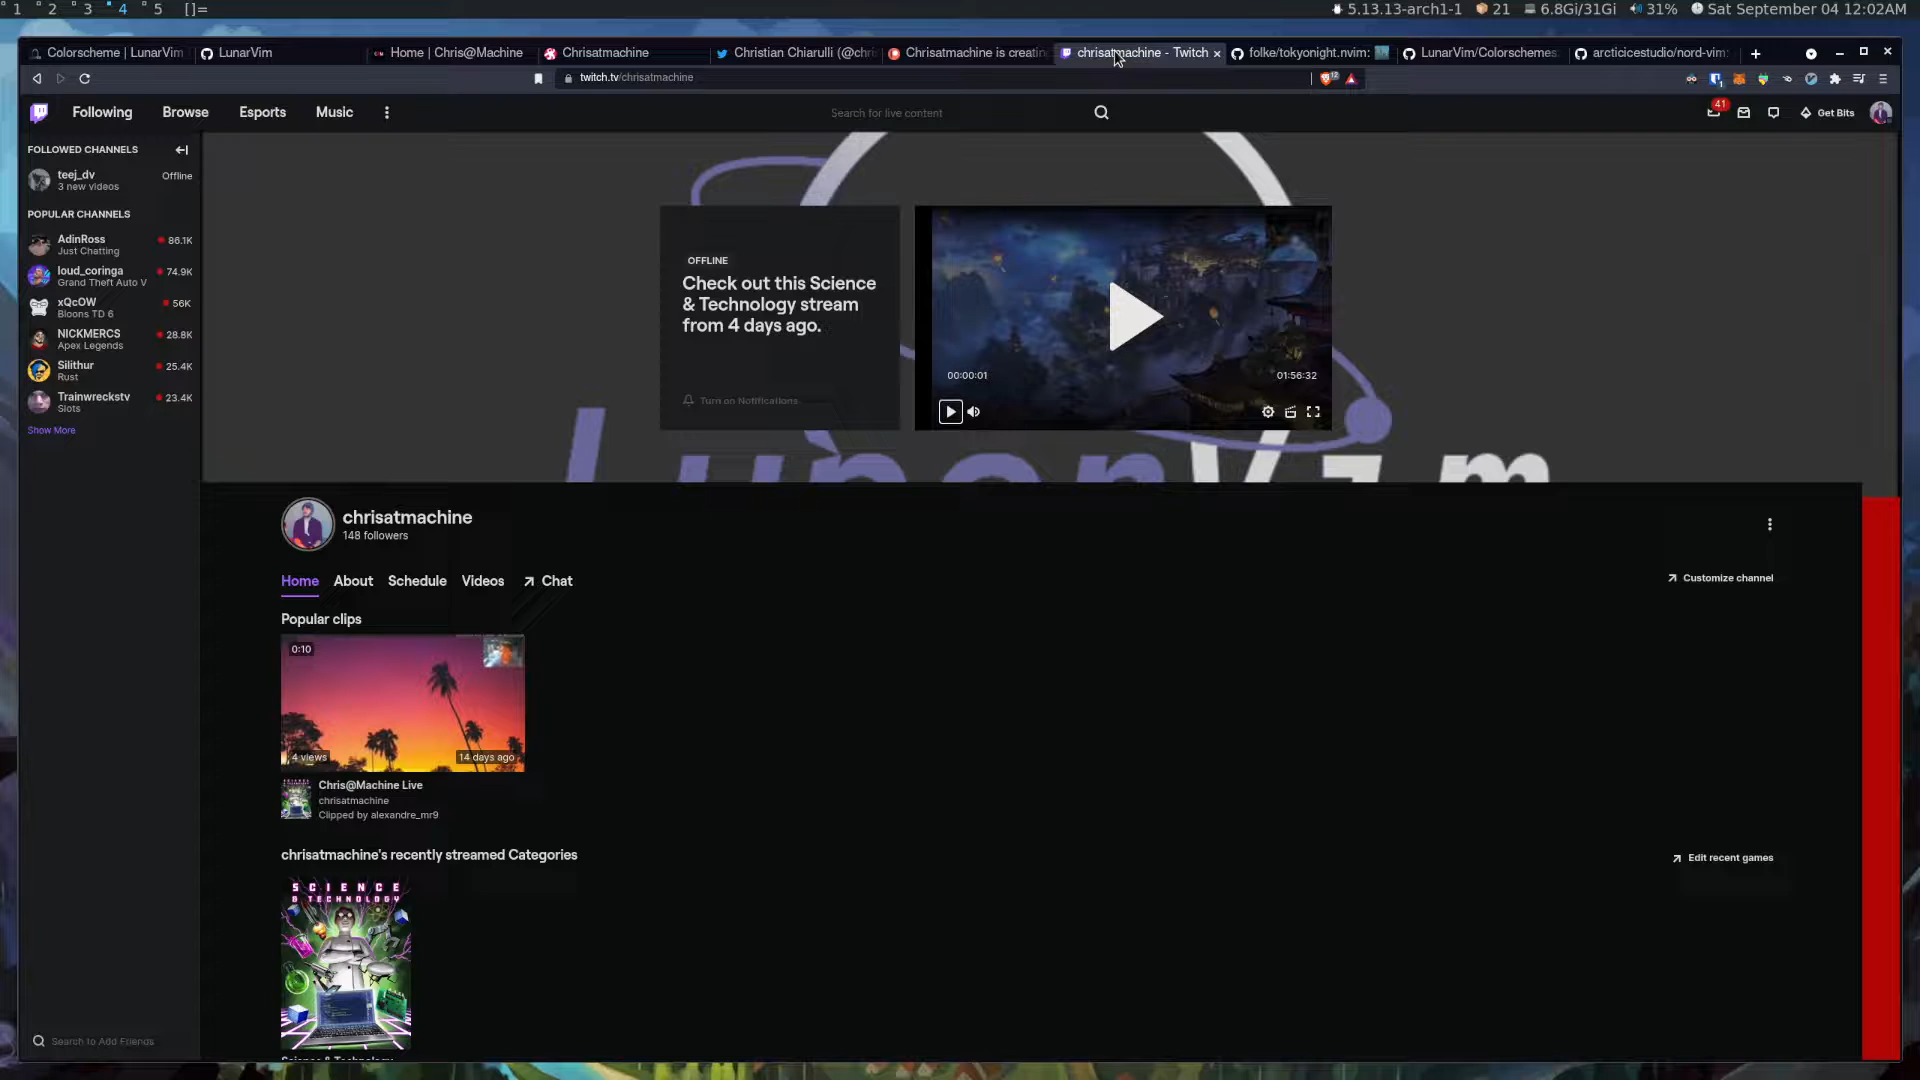 1 2 3 4 5 []=
5.13.13-arch1-1 21 6.8Gi/31Gi 31% Sat September 04 12:02AM
Colorscheme | LunarVim LunarVim Home | Chris@Machine Chrisatmachine Christian Chiarulli (@chri Chrisatmachine is creatin chrisatmachine - Twitch folke/tokyonight.nvim: LunarVim/Colorschemes: arcticicestudio/nord-vim:
twitch.tv/chrisatmachine 12
Following Browse Esports Music
Search for live content
41 Get Bits
FOLLOWED CHANNELS
teej_dv Offline
3 new videos
POPULAR CHANNELS
AdinRoss 86.1K
Just Chatting
loud_coringa 74.9K
Grand Theft Auto V
xQcOW 56K
Bloons TD 6
NICKMERCS 28.8K
Apex Legends
Silithur 25.4K
Rust
Trainwreckstv 23.4K
Slots
Show More
Search to Add Friends
OFFLINE
Check out this Science
& Technology stream
from 4 days ago.
Turn on Notifications
00:00:01 01:56:32
LunarVim
chrisatmachine
148 followers
Home About Schedule Videos Chat
Customize channel
Popular clips
0:10
4 views 14 days ago
Chris@Machine Live
chrisatmachine
Clipped by alexandre_mr9
chrisatmachine's recently streamed Categories
Edit recent games
SCIENCE
& TECHNOLOGY
Science & Technology